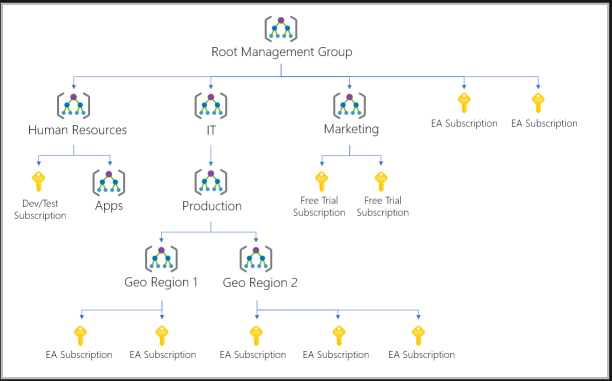 Root Management Group
Human Resources
IT
Marketing
EA Subscription
EA Subscription
Dev/Test
Subscription
Apps
Production
Free Trial
Subscription
Free Trial
Subscription
Geo Region 1
Geo Region 2
EA Subscription
EA Subscription
EA Subscription
EA Subscription
EA Subscription